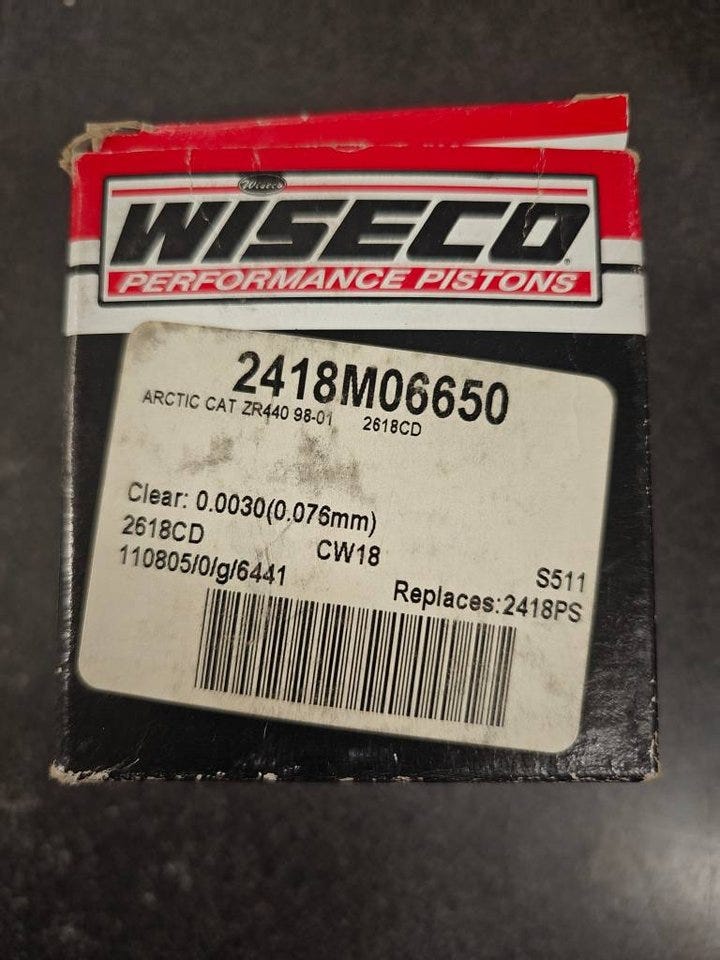 Wiseco
WISECO®
PERFORMANCE PISTONS
2418M06650
ARCTIC CAT ZR440 98-01 2618CD
Clear: 0.0030(0.076mm)
2618CD CW18 S511
110805/0/g/6441 Replaces:2418PS